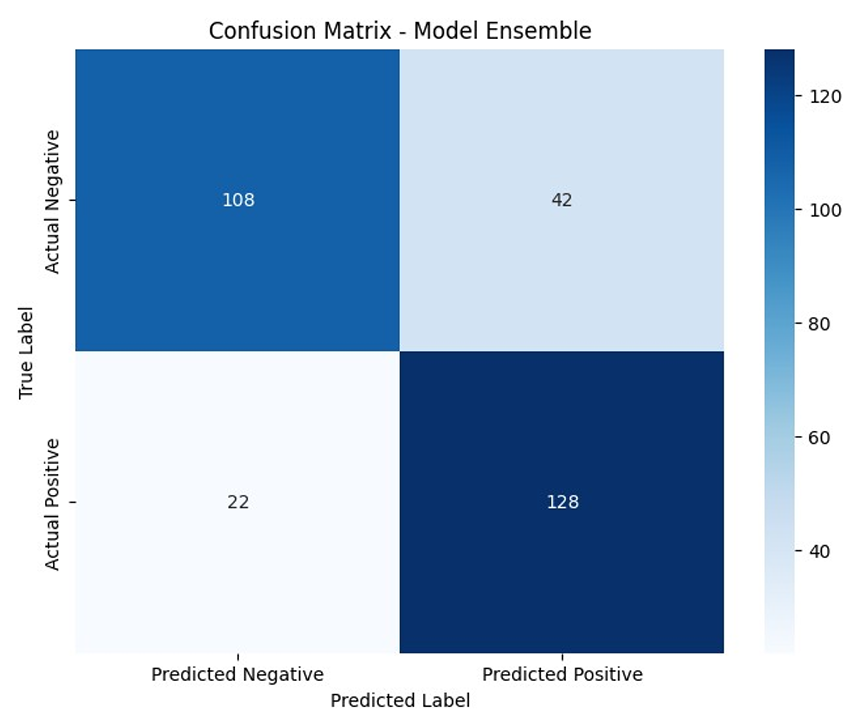 Confusion Matrix - Model Ensemble
True Label
Actual Negative
108
42
Actual Positive
22
128
Predicted Negative
Predicted Positive
Predicted Label
120
100
80
60
40